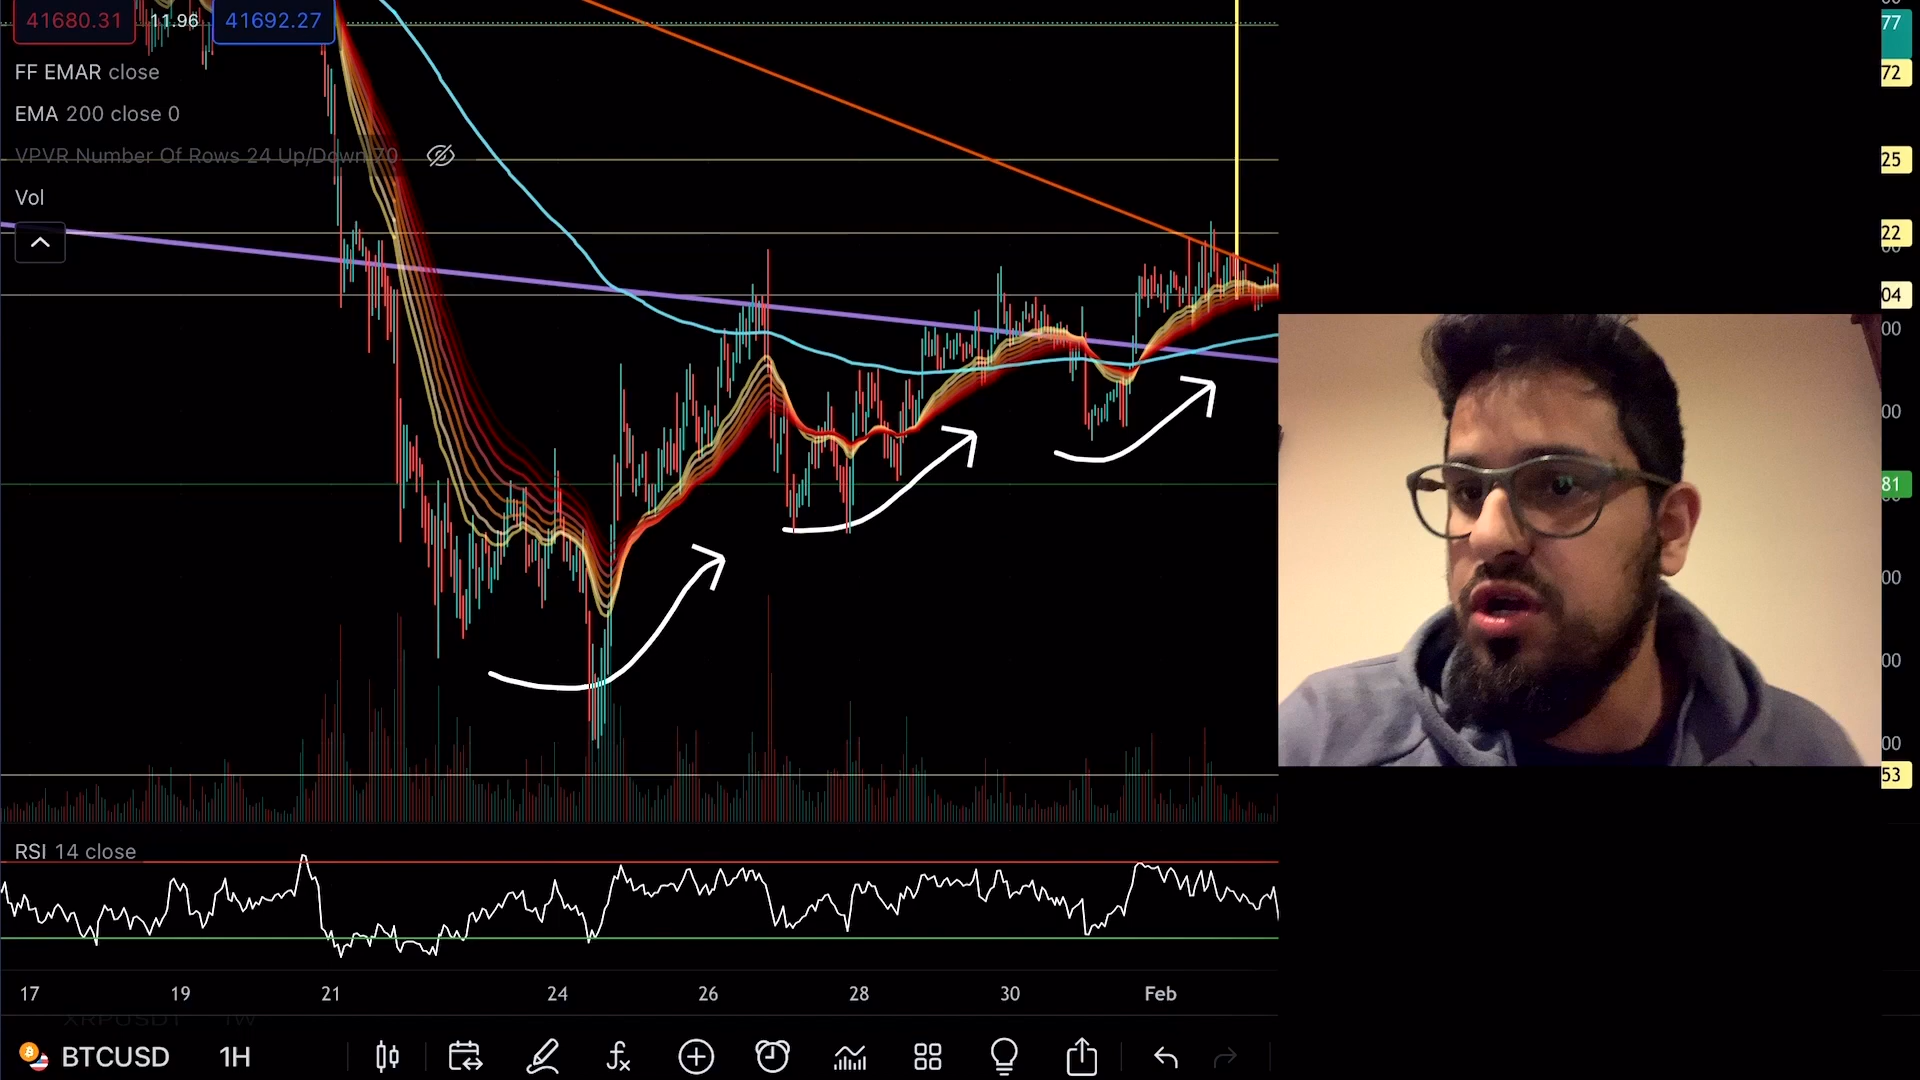 41680.31 11.96 41692.27
77
FF EMAR close
72
EMA 200 close 0
VPVR Number Of Rows 24 Up/Down 70
25
Vol
22
04
00
00
81
00
00
00
53
RSI 14 close
17 19 21 24 26 28 30 Feb
XRPUSDT 1W
BTCUSD 1H